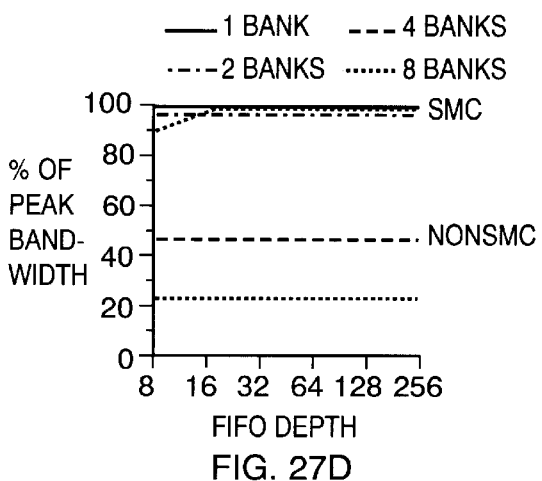 1 BANK 4 BANKS
2 BANKS 8 BANKS
% OF
PEAK
BAND-
WIDTH
100
80
60
40
20
0
SMC
NONSMC
8 16 32 64 128 256
FIFO DEPTH
FIG. 27D